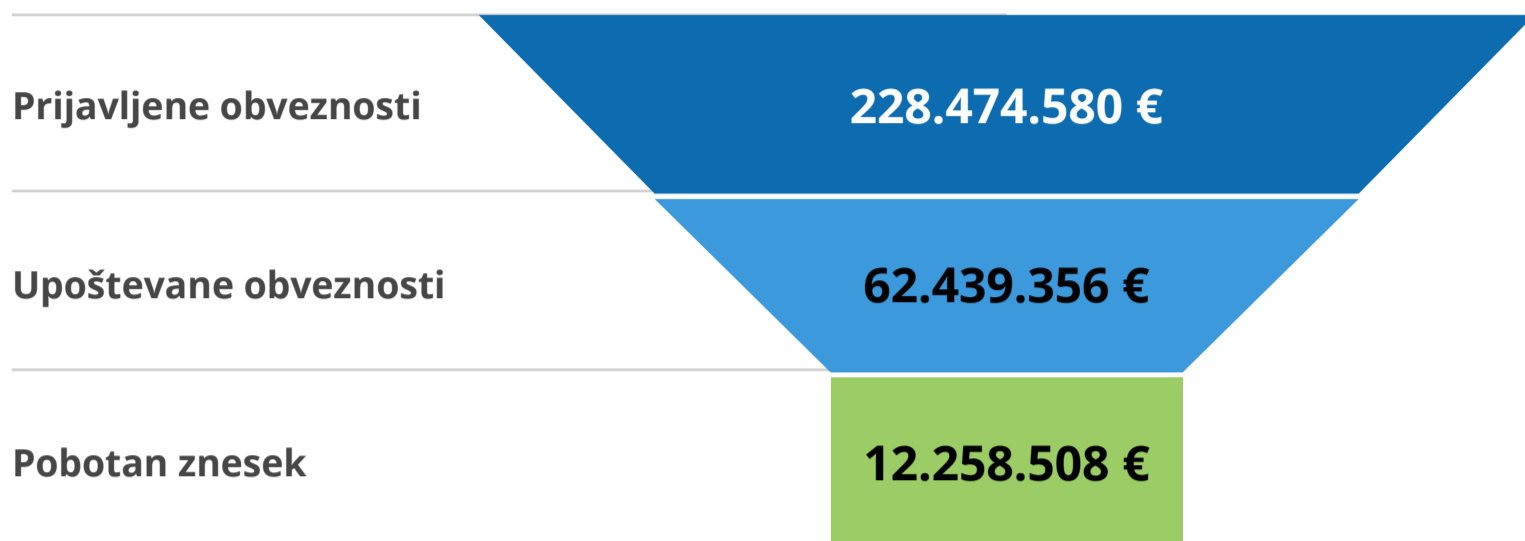 Prijavljene obveznosti 228.474.580 €
Upoštevane obveznosti 62.439.356 €
Pobotan znesek 12.258.508 €